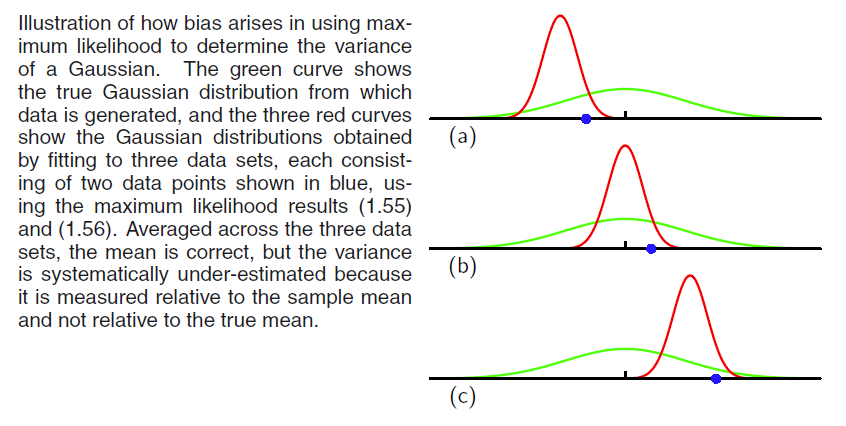 Illustration of how bias arises in using max-
imum likelihood to determine the variance
of a Gaussian. The green curve shows
the true Gaussian distribution from which
data is generated, and the three red curves
show the Gaussian distributions obtained
by fitting to three data sets, each consist-
ing of two data points shown in blue, us-
ing the maximum likelihood results (1.55)
and (1.56). Averaged across the three data
sets, the mean is correct, but the variance
is systematically under-estimated because
it is measured relative to the sample mean
and not relative to the true mean.
(a)
(b)
(c)